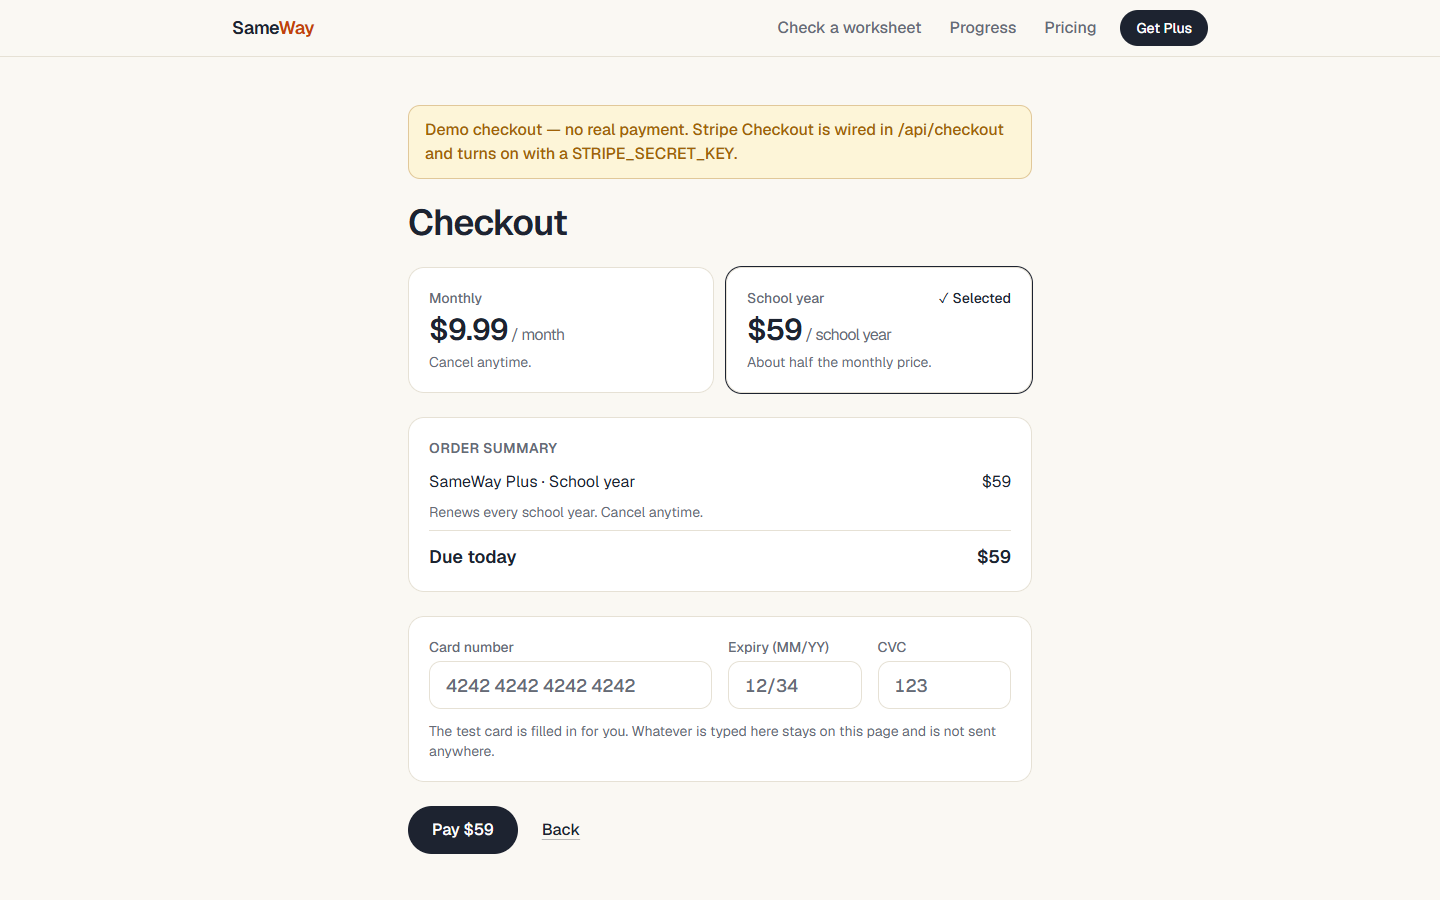 SameWay
Check a worksheet
Progress
Pricing
Get Plus
Demo checkout — no real payment. Stripe Checkout is wired in /api/checkout
and turns on with a STRIPE_SECRET_KEY.
Checkout
Monthly
$9.99 / month
Cancel anytime.
School year
✓ Selected
$59 / school year
About half the monthly price.
ORDER SUMMARY
SameWay Plus · School year
$59
Renews every school year. Cancel anytime.
Due today
$59
Card number
Expiry (MM/YY)
CVC
4242 4242 4242 4242
12/34
123
The test card is filled in for you. Whatever is typed here stays on this page and is not sent
anywhere.
Pay $59
Back